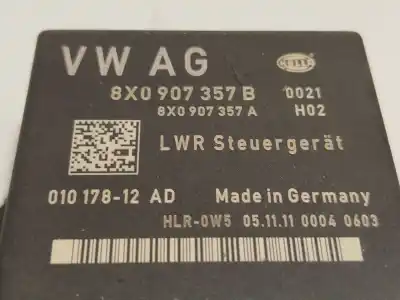 VW AG
HELLA
8X0 907 357 B 0021
8X0 907 357 A H02
LWR Steuergerät
010 178-12 AD Made in Germany
HLR-0W5 05.11.11 0004 0603